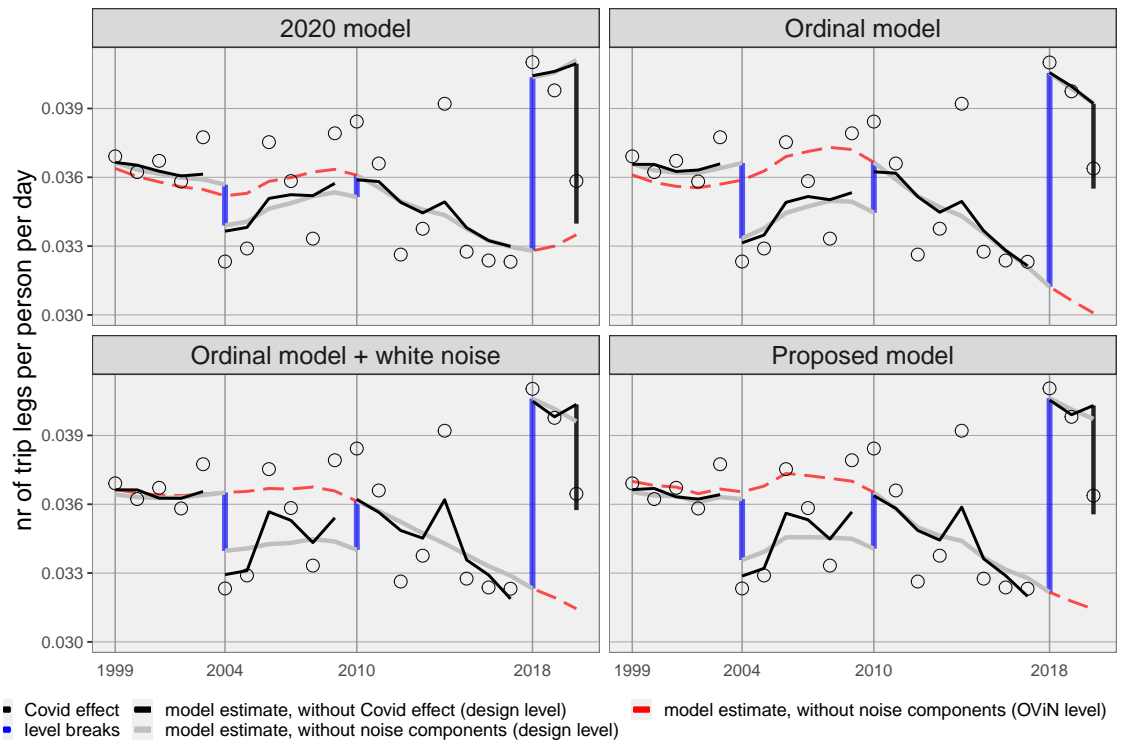 2020 model
Ordinal model
nr of trip legs per person per day
0.039
0.036
0.033
0.030
Ordinal model + white noise
Proposed model
0.039
0.036
0.033
0.030
1999 2004 2010 2018 1999 2004 2010 2018
Covid effect model estimate, without Covid effect (design level) model estimate, without noise components (OViN level)
level breaks model estimate, without noise components (design level)